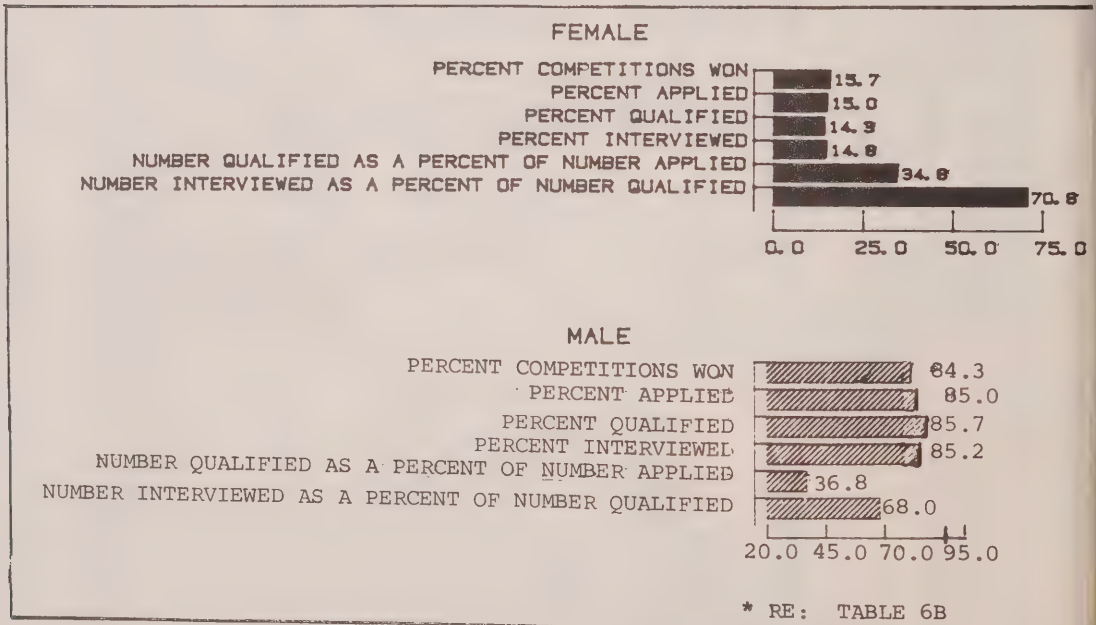 FEMALE
PERCENT COMPETITIONS WON 15.7
PERCENT APPLIED 15.0
PERCENT QUALIFIED 14.3
PERCENT INTERVIEWED 14.8
NUMBER QUALIFIED AS A PERCENT OF NUMBER APPLIED 34.8
NUMBER INTERVIEWED AS A PERCENT OF NUMBER QUALIFIED 70.8
0.0 25.0 50.0 75.0
MALE
PERCENT COMPETITIONS WON 84.3
PERCENT APPLIED 85.0
PERCENT QUALIFIED 85.7
PERCENT INTERVIEWED 85.2
NUMBER QUALIFIED AS A PERCENT OF NUMBER APPLIED 36.8
NUMBER INTERVIEWED AS A PERCENT OF NUMBER QUALIFIED 68.0
20.0 45.0 70.0 95.0
* RE: TABLE 6B